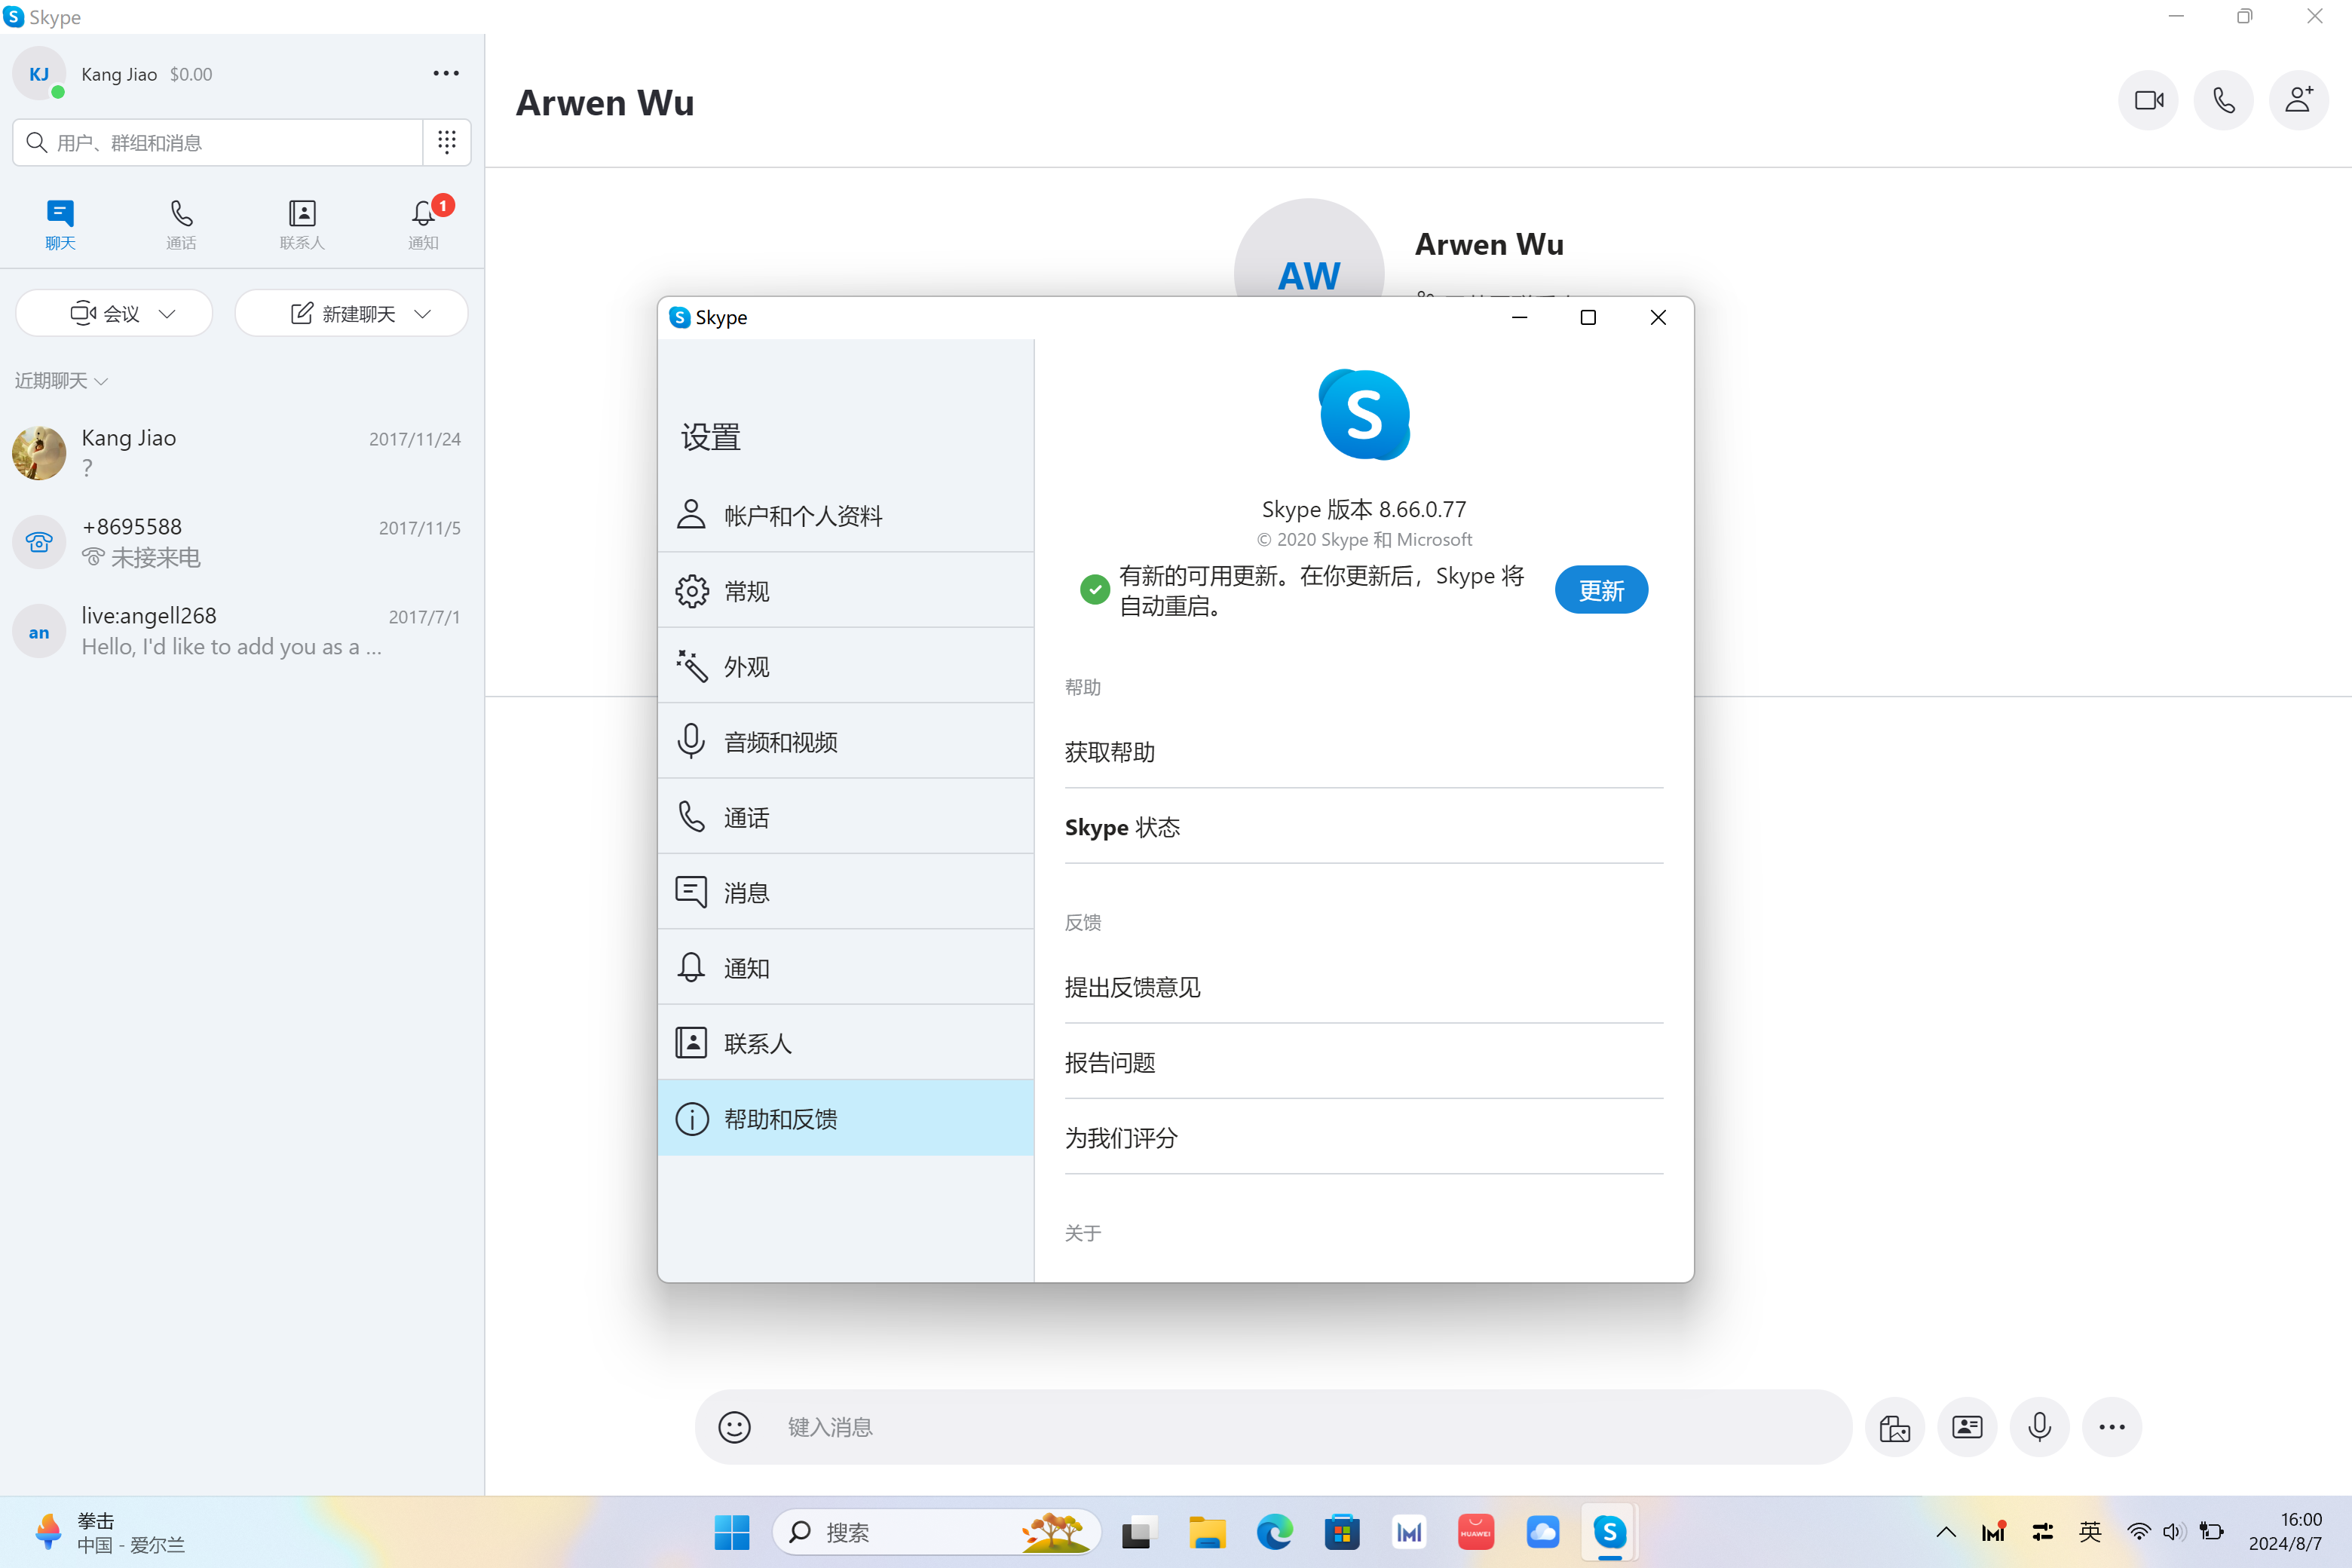 Skype
KJ
Kang Jiao $0.00
用户、群组和消息
聊天
通话
联系人
通知
1
会议
新建聊天
近期聊天
Kang Jiao 2017/11/24
?
+8695588 2017/11/5
未接来电
an
live:angell268 2017/7/1
Hello, I'd like to add you as a ...
Arwen Wu
AW
Arwen Wu
Skype
设置
帐户和个人资料
常规
外观
音频和视频
通话
消息
通知
联系人
帮助和反馈
Skype 版本 8.66.0.77
© 2020 Skype 和 Microsoft
有新的可用更新。在你更新后，Skype 将
自动重启。
更新
帮助
获取帮助
Skype 状态
反馈
提出反馈意见
报告问题
为我们评分
关于
键入消息
拳击
中国 - 爱尔兰
搜索
HUAWEI
英
16:00
2024/8/7